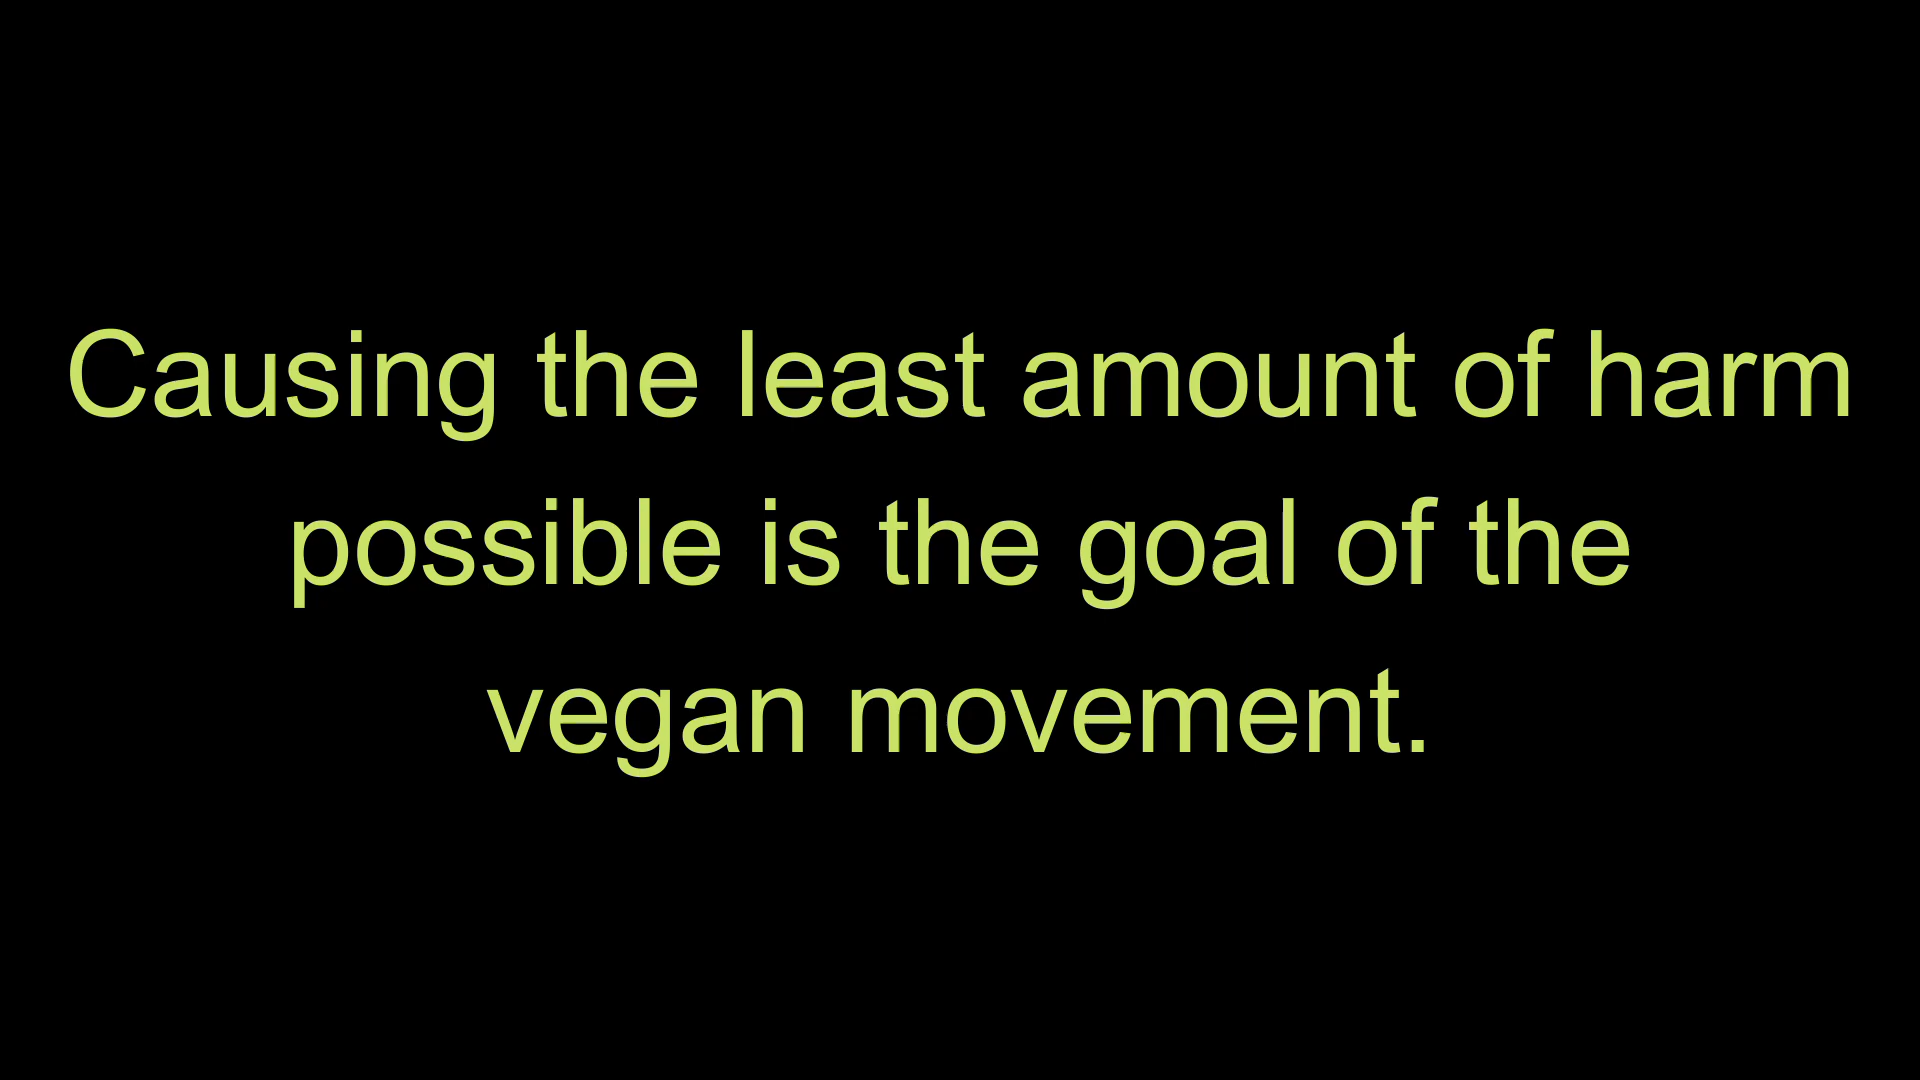 Causing the least amount of harm
possible is the goal of the
vegan movement.